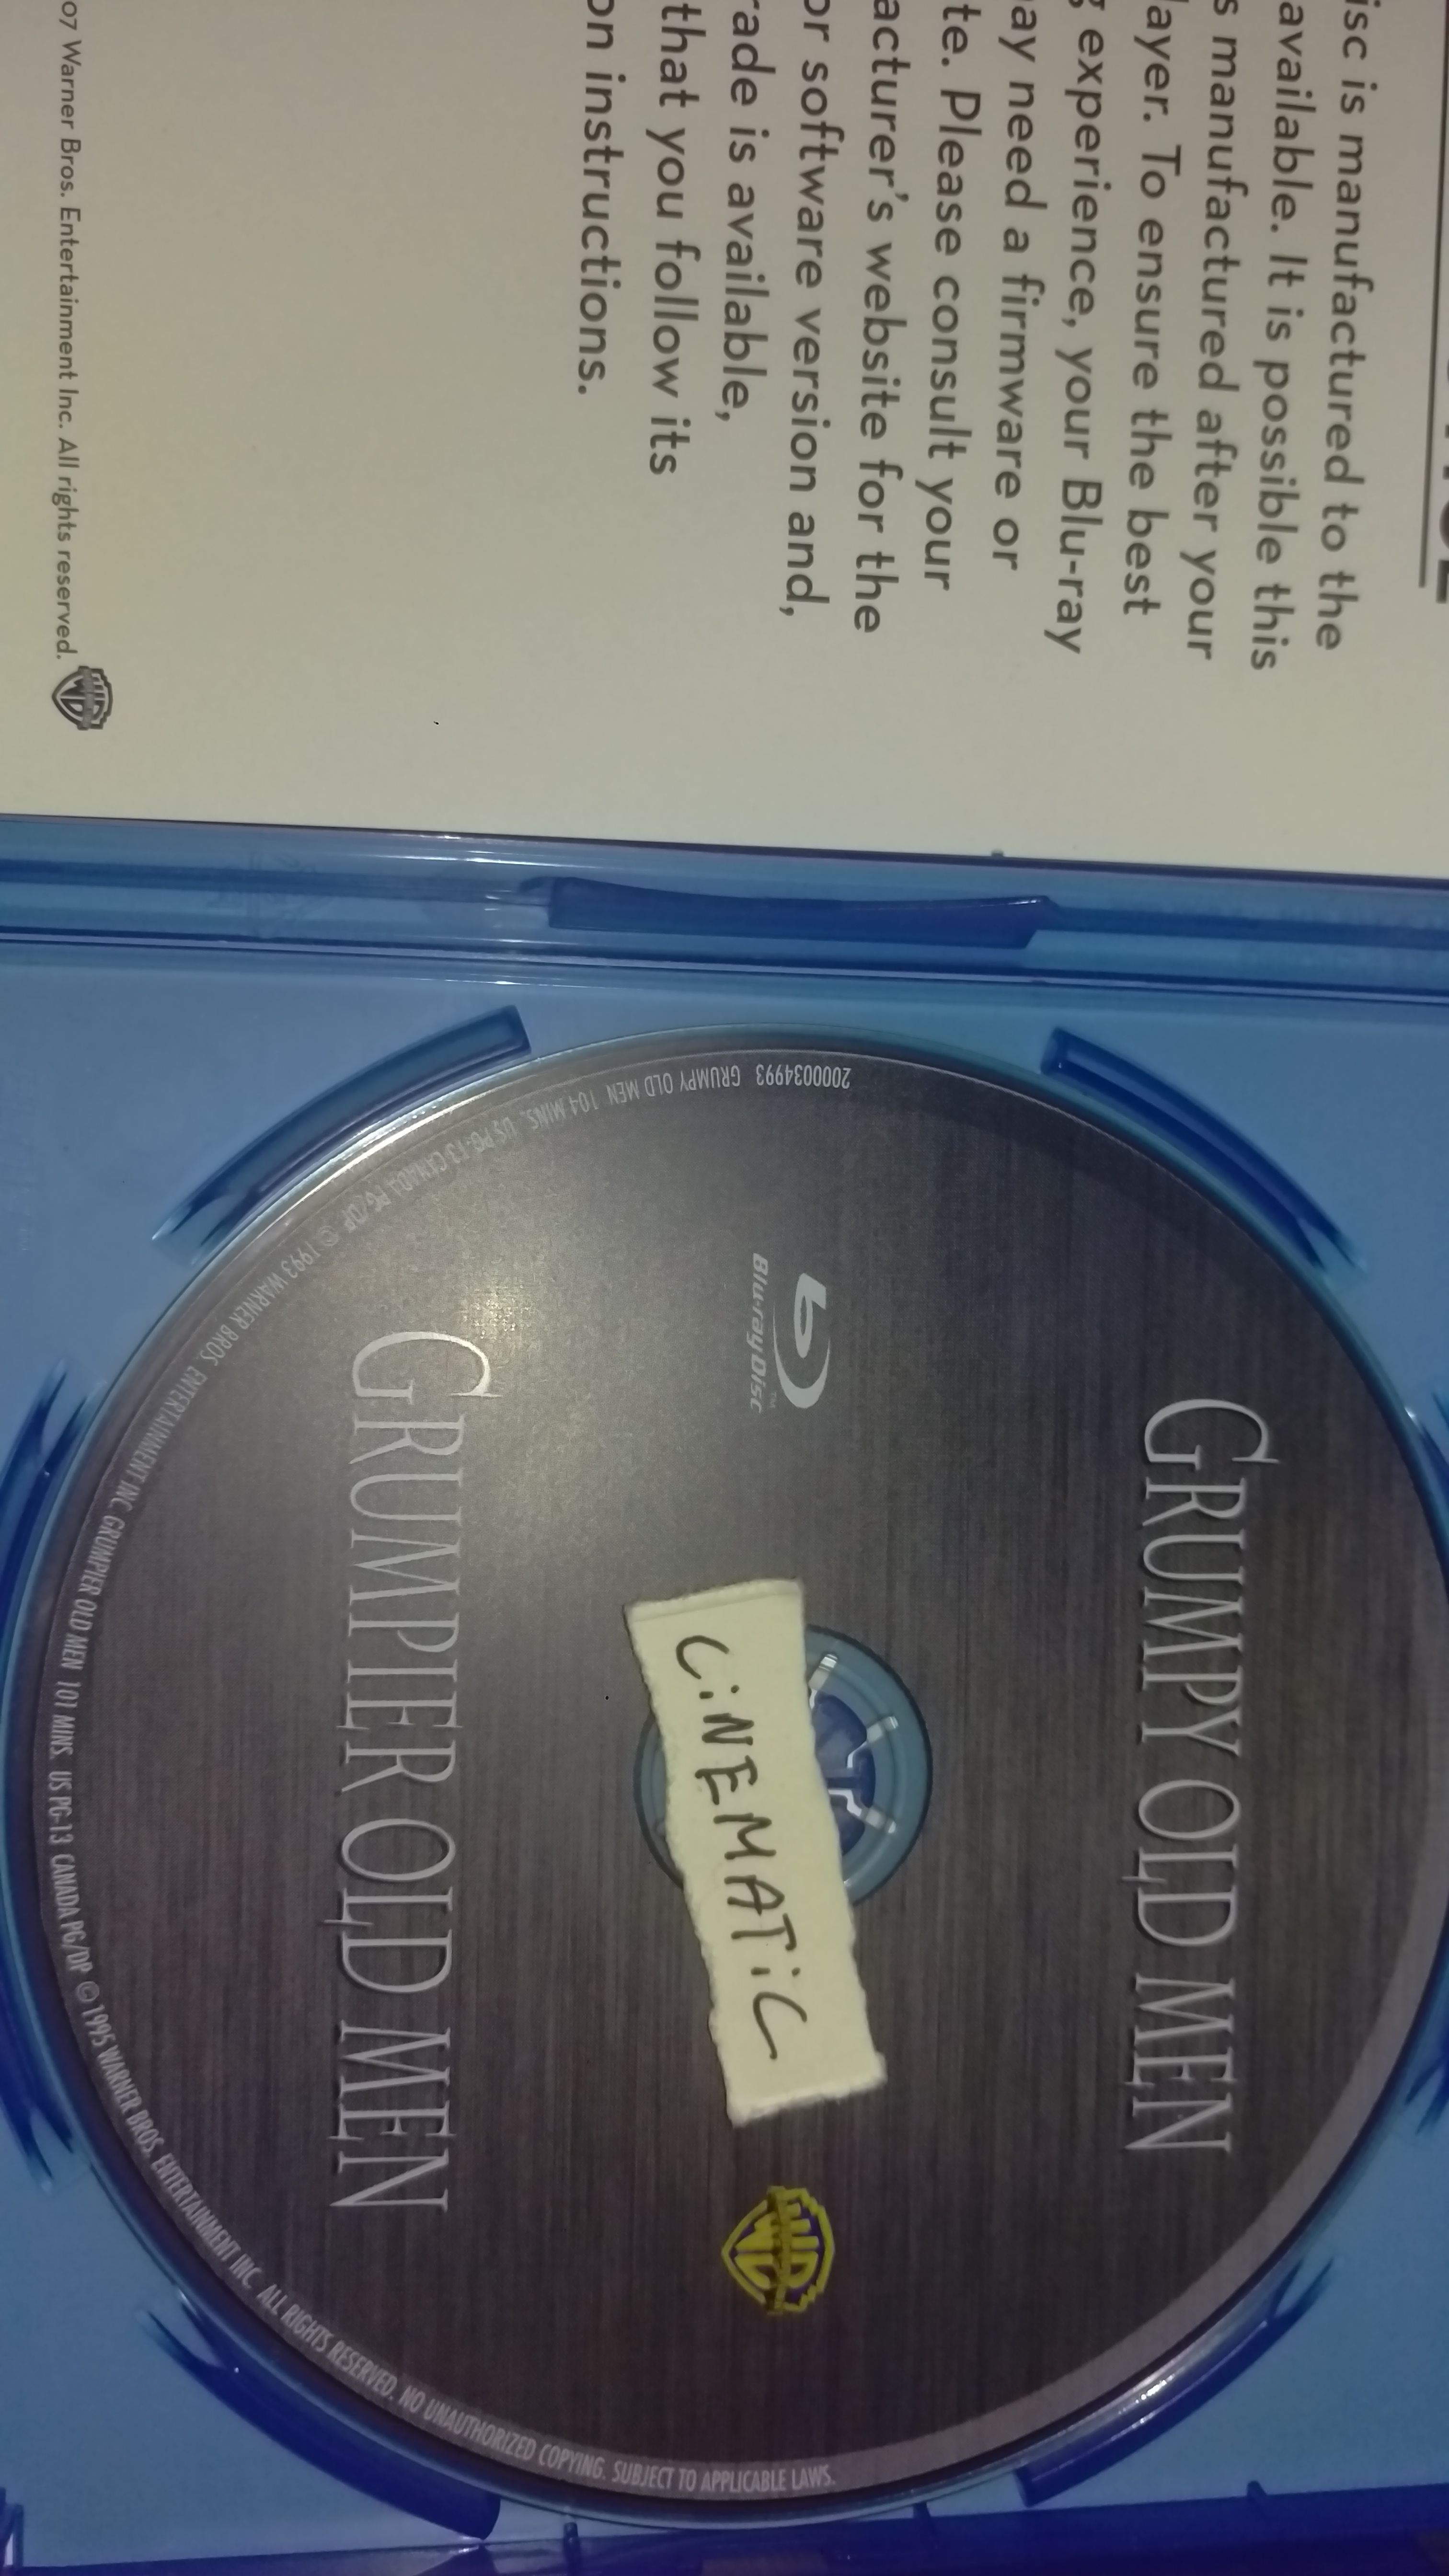 isc is manufactured to the
available. It is possible this
s manufactured after your
layer. To ensure the best
g experience, your Blu-ray
ay need a firmware or
te. Please consult your
acturer's website for the
or software version and,
rade is available,
that you follow its
on instructions.
07 Warner Bros. Entertainment Inc. All rights reserved.
GRUMPY OLD MEN
Blu-ray Disc™
CiNEMATiC
GRUMPIER OLD MEN
2000034993 GRUMPY OLD MEN 104 MINS. US PG-13 CANADA PG/DP © 1993 WARNER BROS. ENTERTAINMENT INC. GRUMPIER OLD MEN 101 MINS. US PG-13 CANADA PG/DP © 1995 WARNER BROS. ENTERTAINMENT INC. ALL RIGHTS RESERVED. NO UNAUTHORIZED COPYING. SUBJECT TO APPLICABLE LAWS.